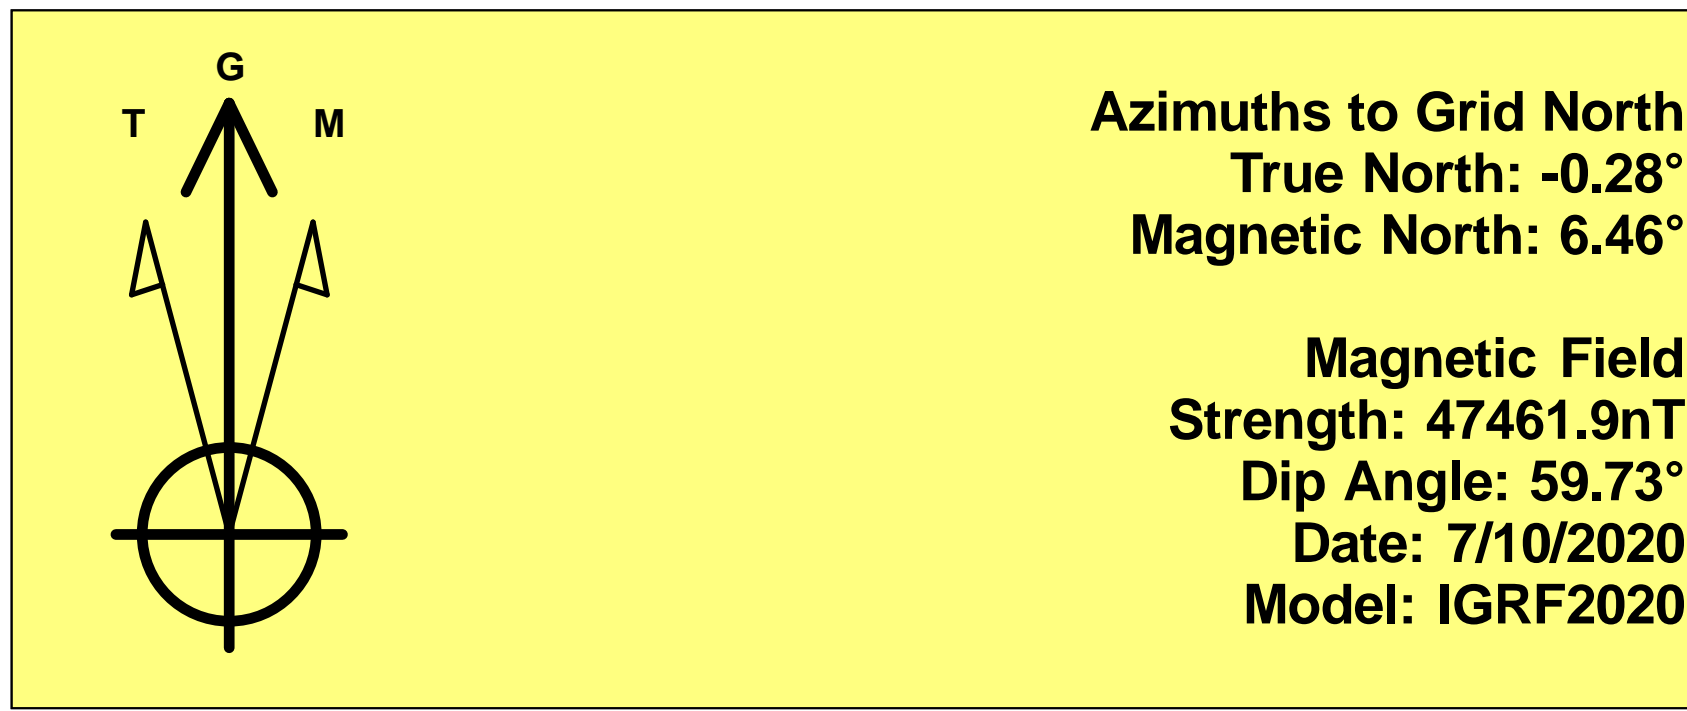 G
T
M
Azimuths to Grid North
True North: -0.28°
Magnetic North: 6.46°
Magnetic Field
Strength: 47461.9nT
Dip Angle: 59.73°
Date: 7/10/2020
Model: IGRF2020